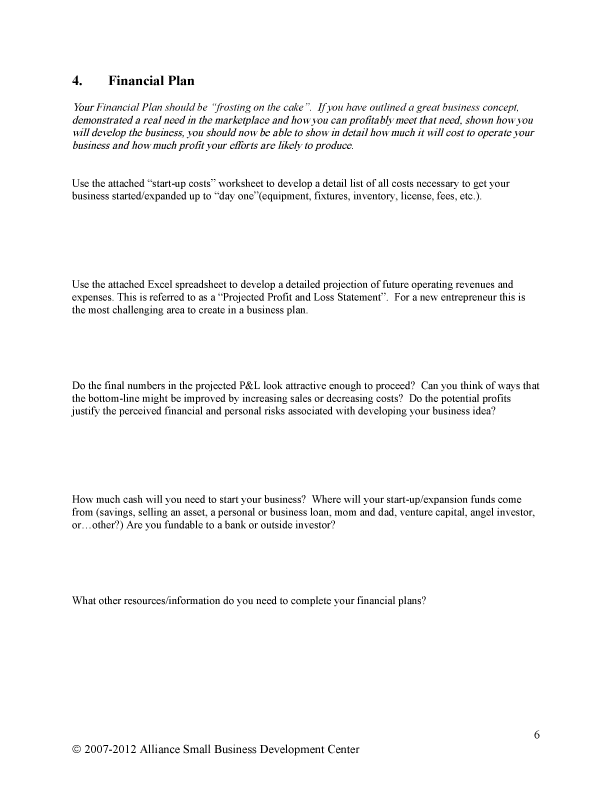 4. Financial Plan
Your Financial Plan should be “frosting on the cake”. If you have outlined a great business concept,
demonstrated a real need in the marketplace and how you can profitably meet that need, shown how you
will develop the business, you should now be able to show in detail how much it will cost to operate your
business and how much profit your efforts are likely to produce.
Use the attached “start-up costs” worksheet to develop a detail list of all costs necessary to get your
business started/expanded up to “day one”(equipment, fixtures, inventory, license, fees, etc.).
Use the attached Excel spreadsheet to develop a detailed projection of future operating revenues and
expenses. This is referred to as a “Projected Profit and Loss Statement”. For a new entrepreneur this is
the most challenging area to create in a business plan.
Do the final numbers in the projected P&L look attractive enough to proceed? Can you think of ways that
the bottom-line might be improved by increasing sales or decreasing costs? Do the potential profits
justify the perceived financial and personal risks associated with developing your business idea?
How much cash will you need to start your business? Where will your start-up/expansion funds come
from (savings, selling an asset, a personal or business loan, mom and dad, venture capital, angel investor,
or…other?) Are you fundable to a bank or outside investor?
What other resources/information do you need to complete your financial plans?
6
© 2007-2012 Alliance Small Business Development Center